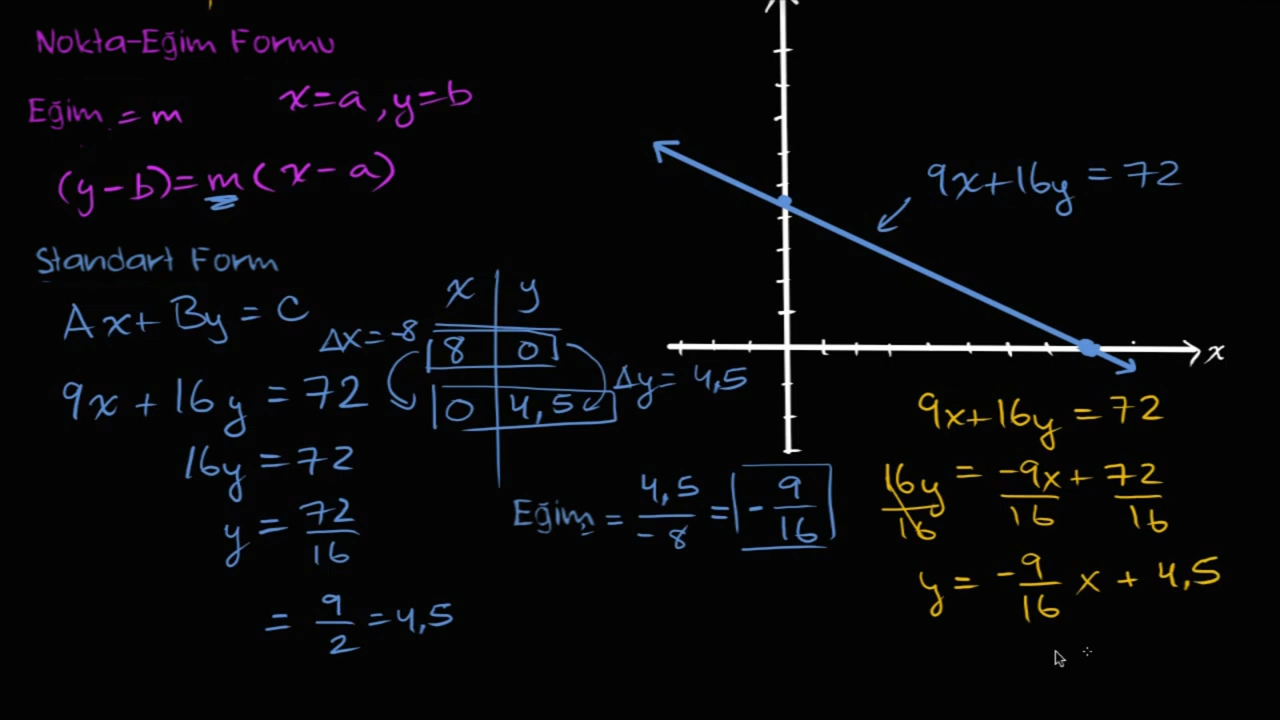 Nokta-Eğim Formu
Eğim = m x=a, y=b
(y-b)=m(x-a)
Standart Form
Ax+By=C
9x+16y=72
16y=72
y=72/16
=9/2=4,5
x y
Δx=-8
8 0
Δy=4,5
0 4,5
Eğim=4,5/-8=-9/16
9x+16y=72
x
9x+16y=72
16y/16=-9x/16+72/16
y=-9/16x+4,5